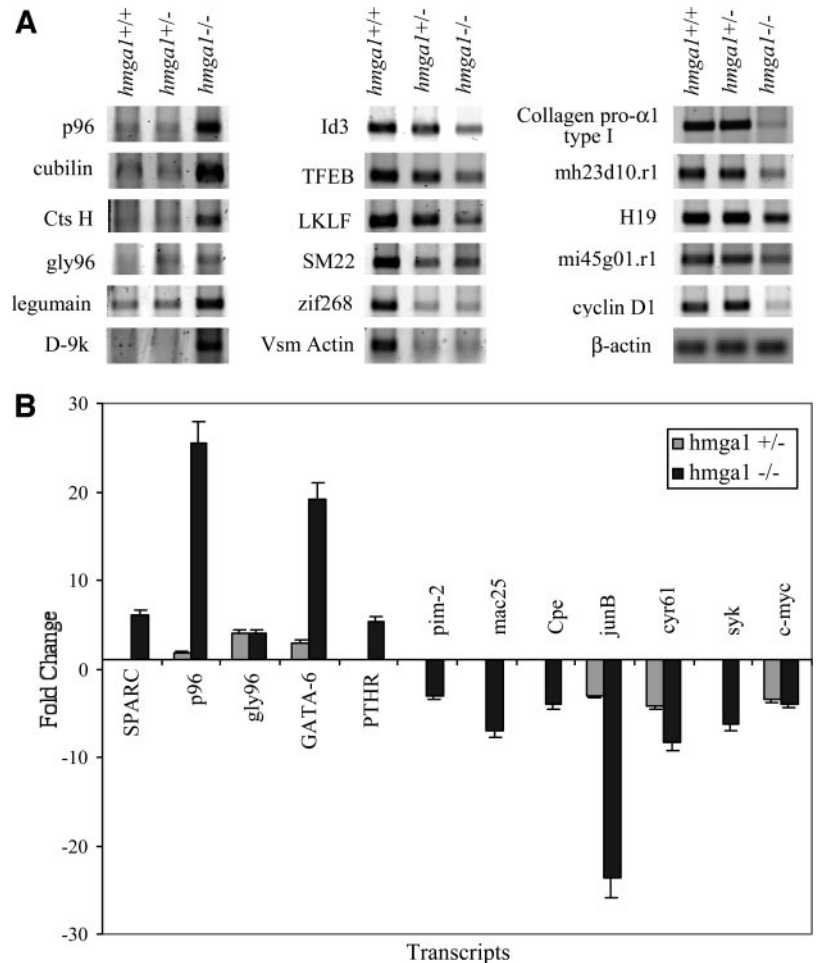 A
hmga1+/+
hmga1+/-
hmga1-/-
p96
cubilin
Cts H
gly96
legumain
D-9k
hmga1+/+
hmga1+/-
hmga1-/-
Id3
TFEB
LKLF
SM22
zif268
Vsm Actin
hmga1+/+
hmga1+/-
hmga1-/-
Collagen pro-α1
type I
mh23d10.r1
H19
mi45g01.r1
cyclin D1
β-actin
B
30
20
10
0
-10
-20
-30
Fold Change
hmga1 +/-
hmga1 -/-
SPARC
p96
gly96
GATA-6
PTHR
pim-2
mac25
Cpe
junB
cyr61
syk
c-myc
Transcripts